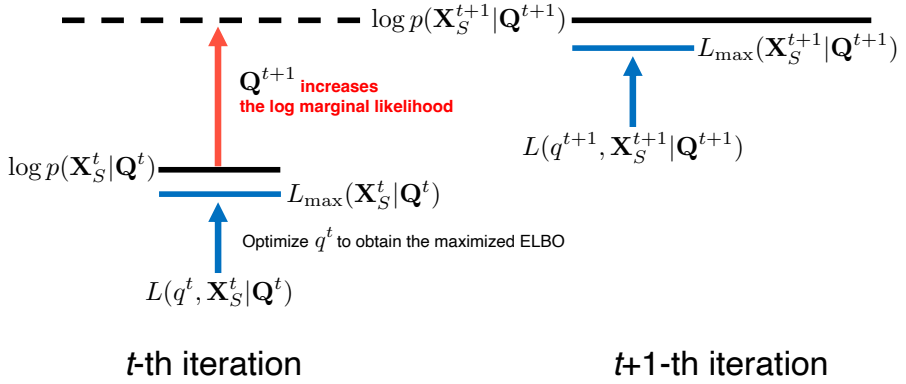 log p(X_S^{t+1}|Q^{t+1})
L_max(X_S^{t+1}|Q^{t+1})
Q^{t+1} increases
the log marginal likelihood
L(q^{t+1}, X_S^{t+1}|Q^{t+1})
log p(X_S^t|Q^t)
L_max(X_S^t|Q^t)
Optimize q^t to obtain the maximized ELBO
L(q^t, X_S^t|Q^t)
t-th iteration
t+1-th iteration